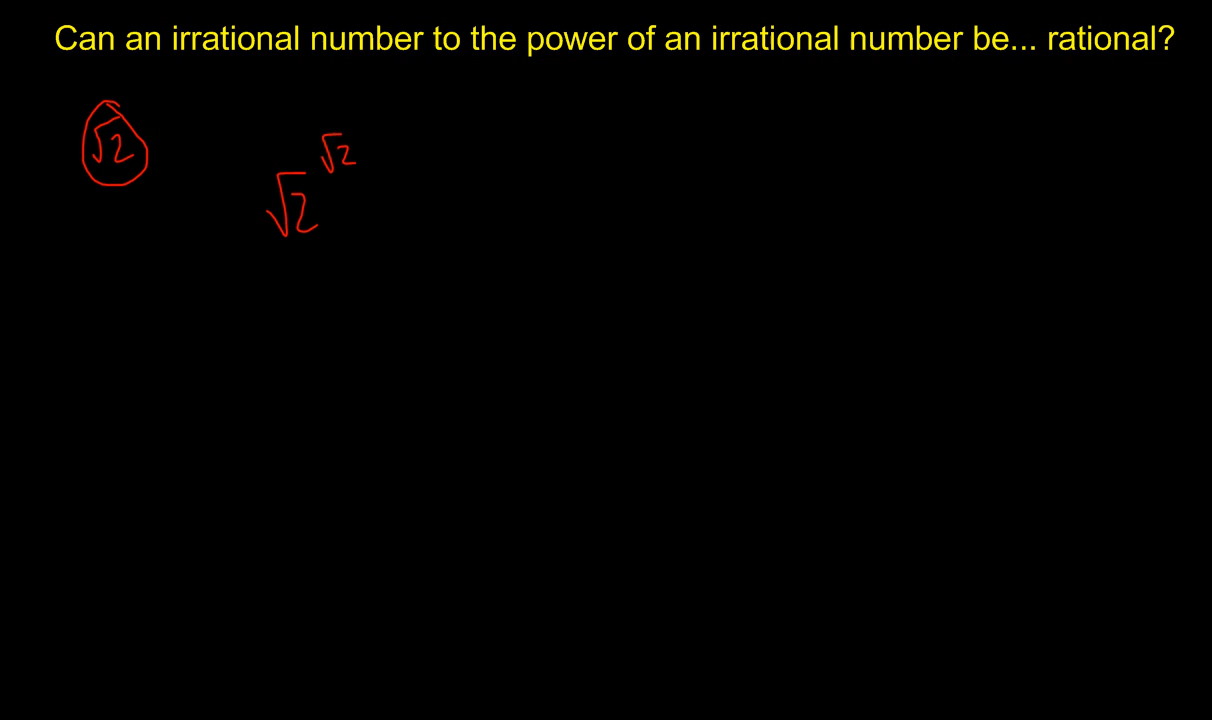 Can an irrational number to the power of an irrational number be... rational?
√2
√2^√2